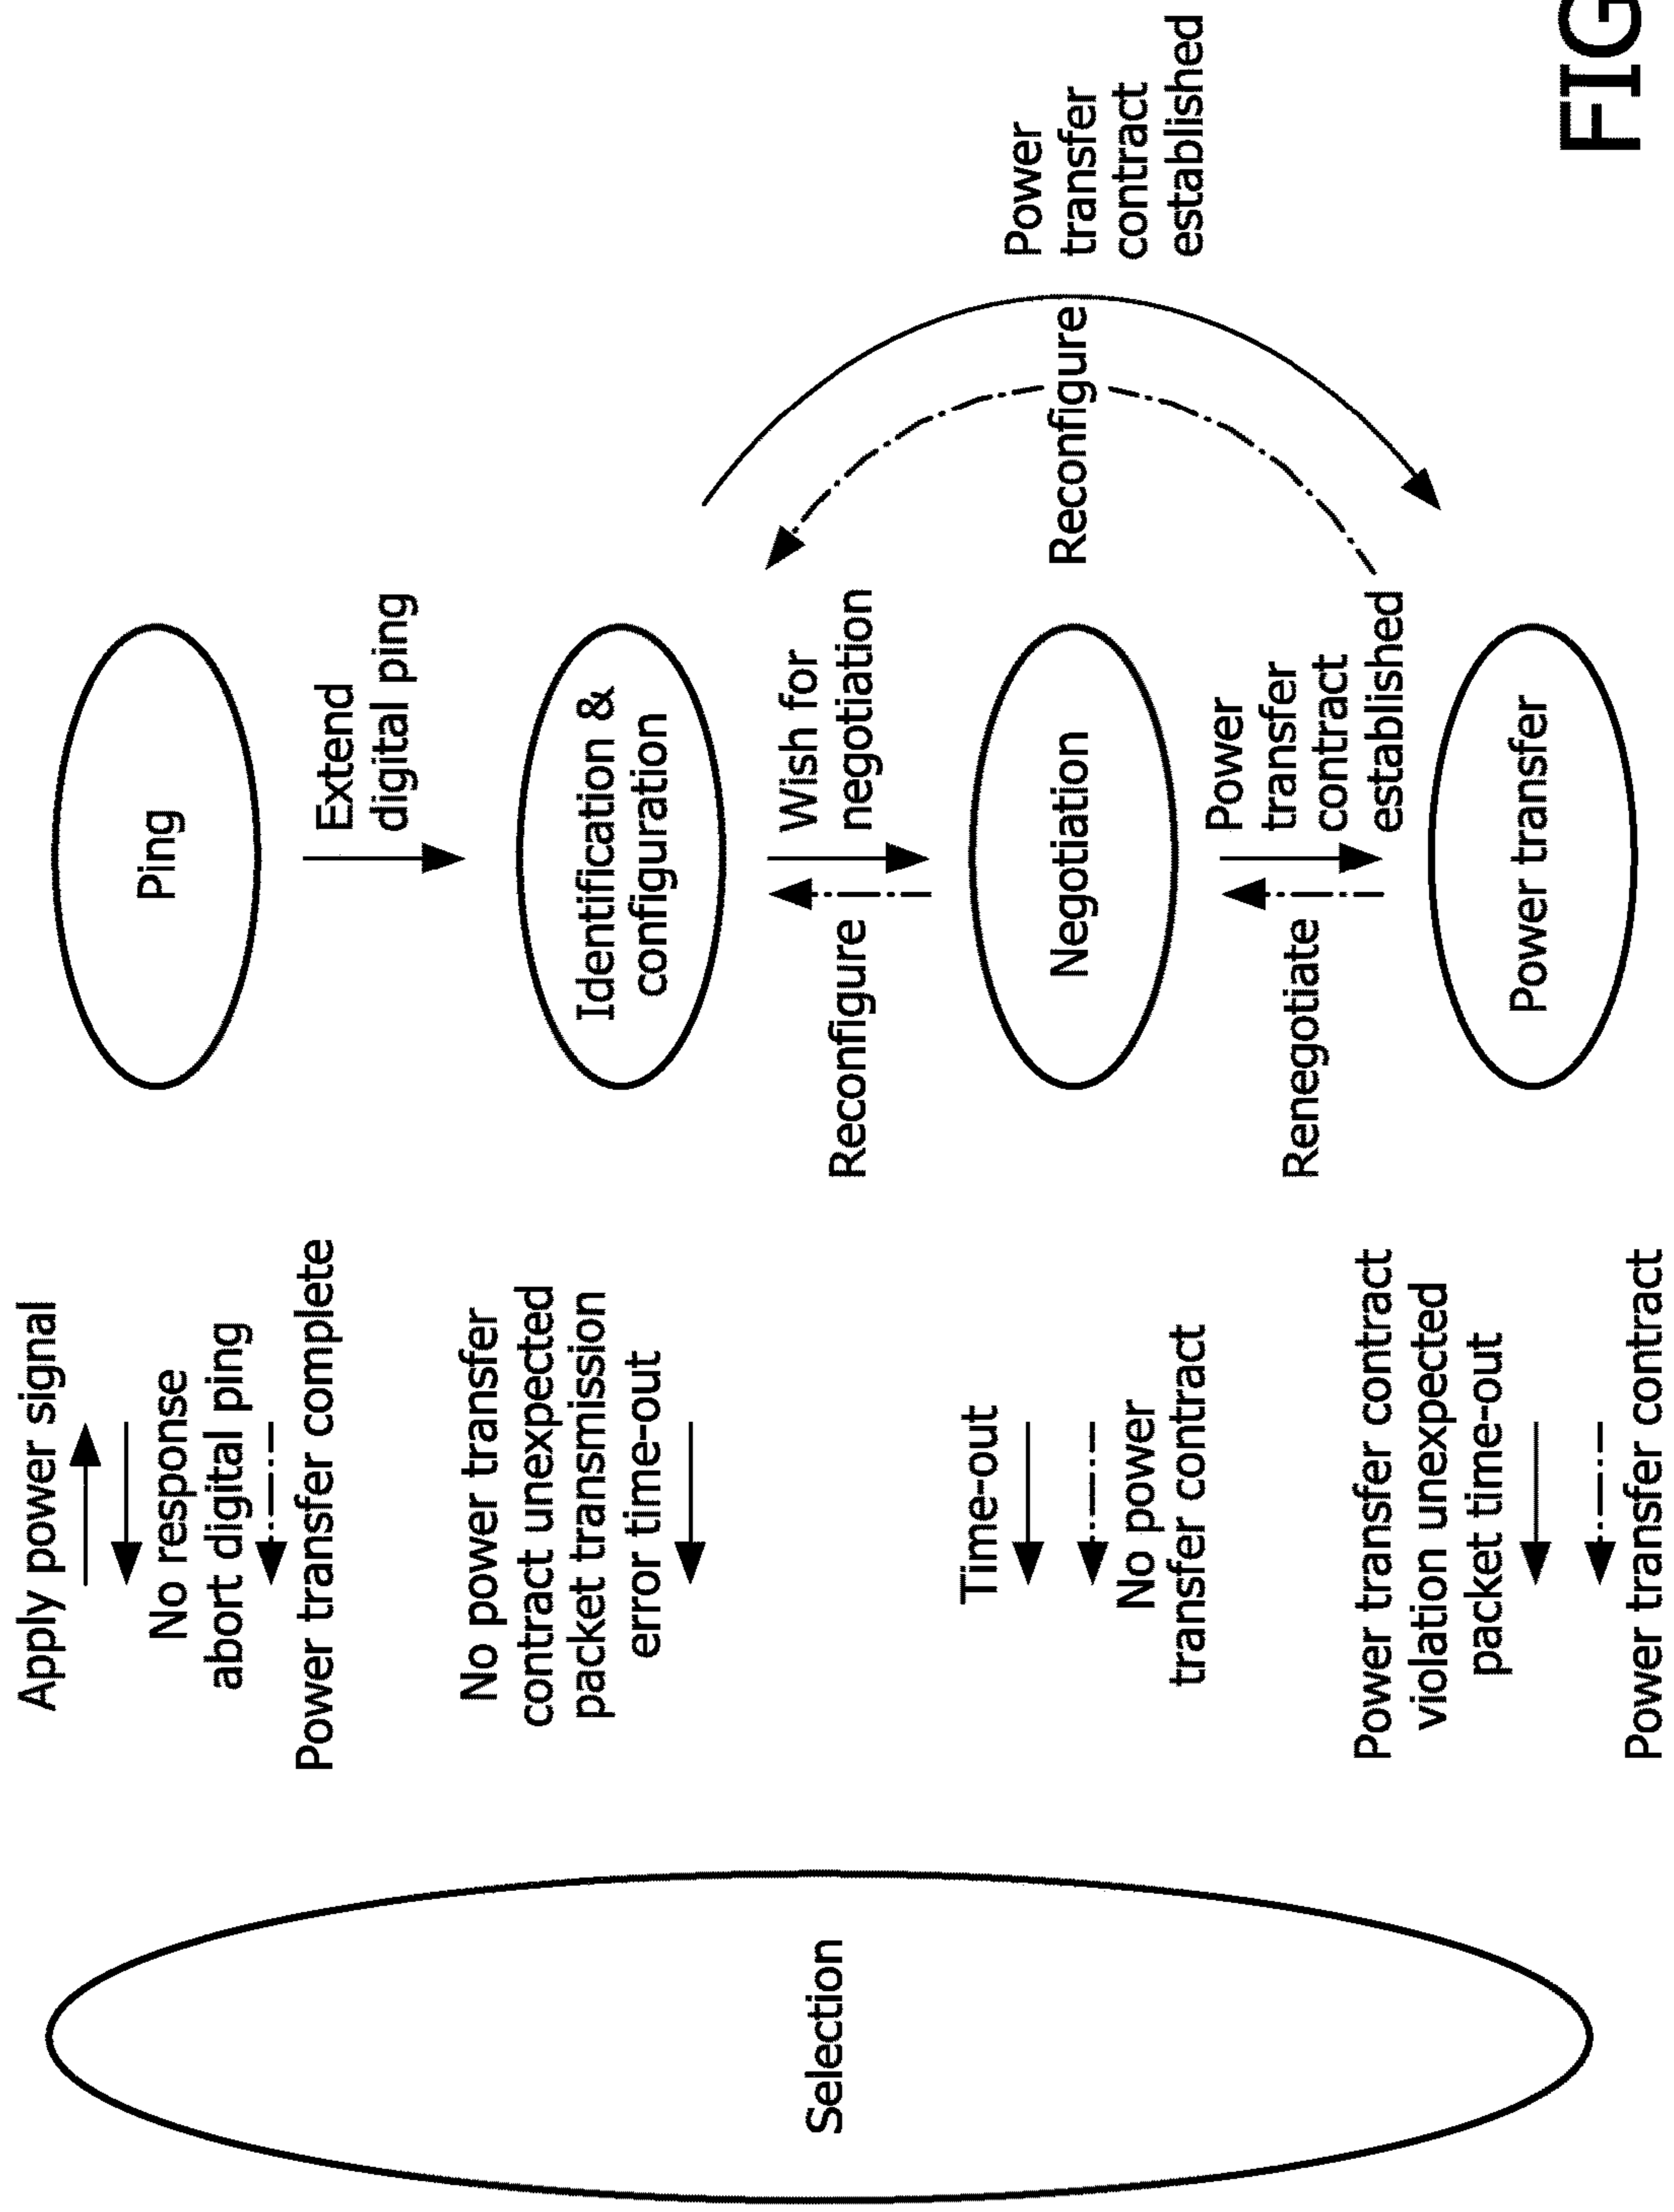 Apply power signal
No response
abort digital ping
Power transfer complete
Ping
Extend
digital ping
No power transfer
contract unexpected
packet transmission
error time-out
Identification &
configuration
Reconfigure
Wish for
negotiation
Selection
Time-out
No power
transfer contract
Negotiation
Reconfigure
Power
transfer
contract
established
Renegotiate
Power
transfer
contract
established
Power transfer contract
violation unexpected
packet time-out
Power transfer contract
Power transfer
FIG